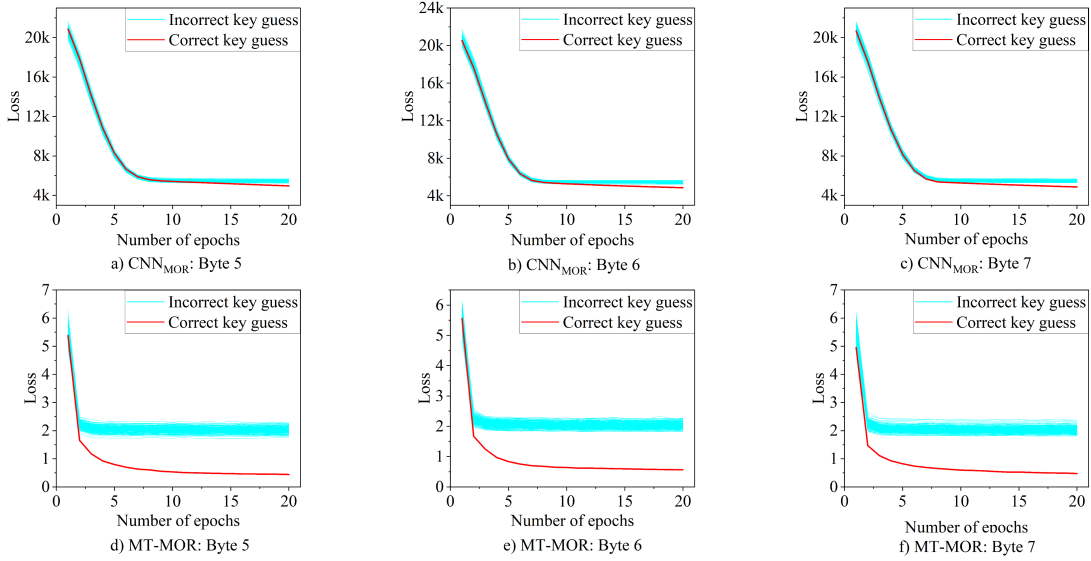 Incorrect key guess
Correct key guess
20k
16k
12k
8k
4k
Loss
0 5 10 15 20
Number of epochs
a) CNN_MOR: Byte 5
Incorrect key guess
Correct key guess
24k
20k
16k
12k
8k
4k
Loss
0 5 10 15 20
Number of epochs
b) CNN_MOR: Byte 6
Incorrect key guess
Correct key guess
20k
16k
12k
8k
4k
Loss
0 5 10 15 20
Number of epochs
c) CNN_MOR: Byte 7
Incorrect key guess
Correct key guess
7
6
5
4
3
2
1
0
Loss
0 5 10 15 20
Number of epochs
d) MT-MOR: Byte 5
Incorrect key guess
Correct key guess
6
5
4
3
2
1
0
Loss
0 5 10 15 20
Number of epochs
e) MT-MOR: Byte 6
Incorrect key guess
Correct key guess
7
6
5
4
3
2
1
0
Loss
0 5 10 15 20
Number of epochs
f) MT-MOR: Byte 7